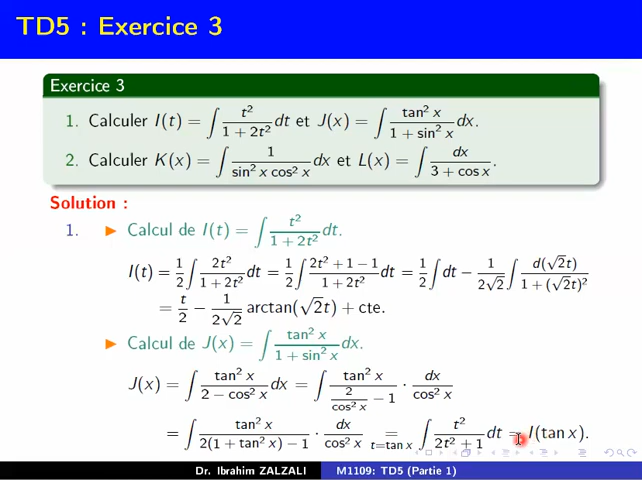 TD5 : Exercice 3
Exercice 3
1. Calculer I(t) = ∫ t²/(1 + 2t²) dt et J(x) = ∫ tan² x/(1 + sin² x) dx.
2. Calculer K(x) = ∫ 1/(sin² x cos² x) dx et L(x) = ∫ dx/(3 + cos x).
Solution :
1. ▶ Calcul de I(t) = ∫ t²/(1 + 2t²) dt.
I(t) = 1/2 ∫ 2t²/(1 + 2t²) dt = 1/2 ∫ (2t² + 1 − 1)/(1 + 2t²) dt = 1/2 ∫ dt − 1/(2√2) ∫ d(√2t)/(1 + (√2t)²)
= t/2 − 1/(2√2) arctan(√2t) + cte.
▶ Calcul de J(x) = ∫ tan² x/(1 + sin² x) dx.
J(x) = ∫ tan² x/(2 − cos² x) dx = ∫ tan² x/(2/cos² x − 1) · dx/cos² x
= ∫ tan² x/(2(1 + tan² x) − 1) · dx/cos² x =_{t=tan x} ∫ t²/(2t² + 1) dt = I(tan x).
Dr. Ibrahim ZALZALI M1109: TD5 (Partie 1)